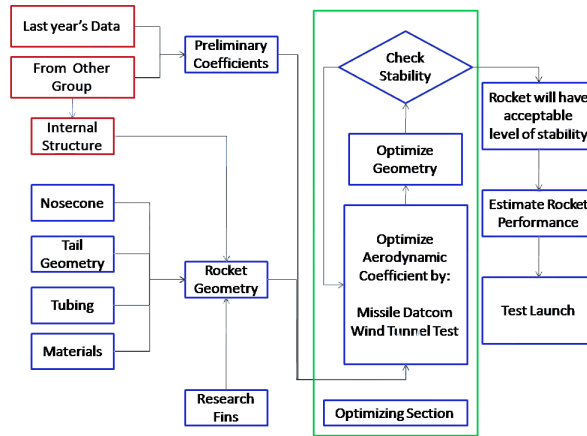 Last year's Data
From Other
Group
Internal
Structure
Preliminary
Coefficients
Nosecone
Tail
Geometry
Tubing
Materials
Rocket
Geometry
Research
Fins
Check
Stability
Optimize
Geometry
Optimize
Aerodynamic
Coefficient by:
Missile Datcom
Wind Tunnel Test
Optimizing Section
Rocket will have
acceptable
level of stability
Estimate Rocket
Performance
Test Launch